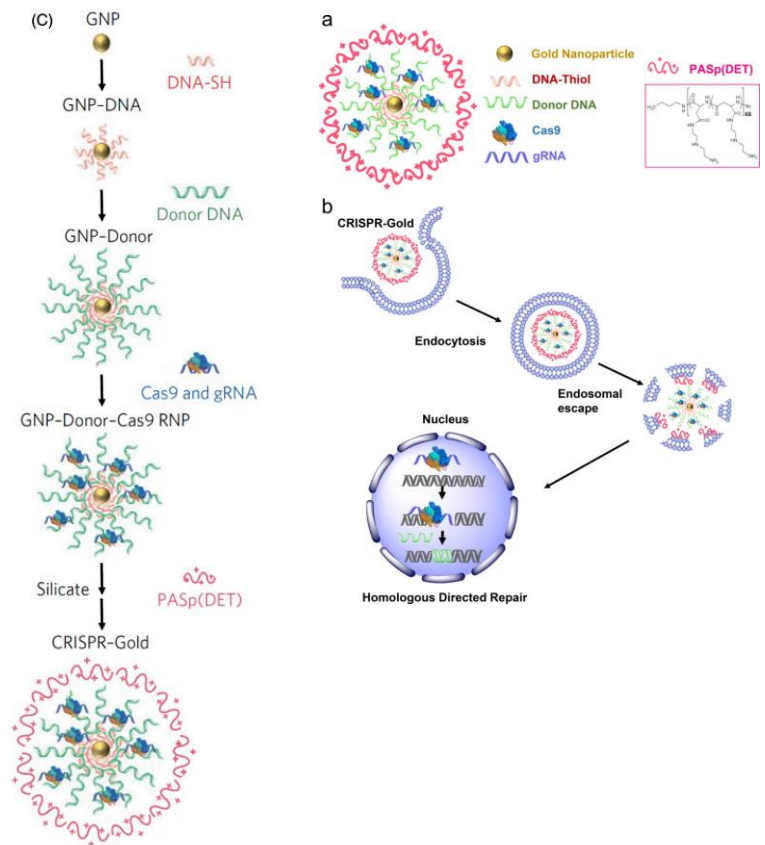 (C)
GNP
DNA-SH
GNP-DNA
Donor DNA
GNP-Donor
Cas9 and gRNA
GNP-Donor-Cas9 RNP
Silicate
PASp(DET)
CRISPR-Gold
a
Gold Nanoparticle
DNA-Thiol
Donor DNA
Cas9
gRNA
PASp(DET)
b
CRISPR-Gold
Endocytosis
Endosomal
escape
Nucleus
Homologous Directed Repair